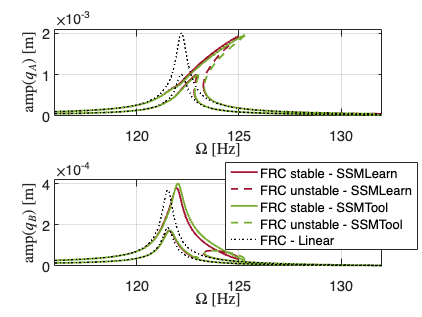 ×10⁻³
amp(q_A) [m]
2
1
0
120
125
130
Ω [Hz]
×10⁻⁴
amp(q_B) [m]
4
2
0
120
125
130
Ω [Hz]
FRC stable - SSMLearn
FRC unstable - SSMLearn
FRC stable - SSMTool
FRC unstable - SSMTool
FRC - Linear